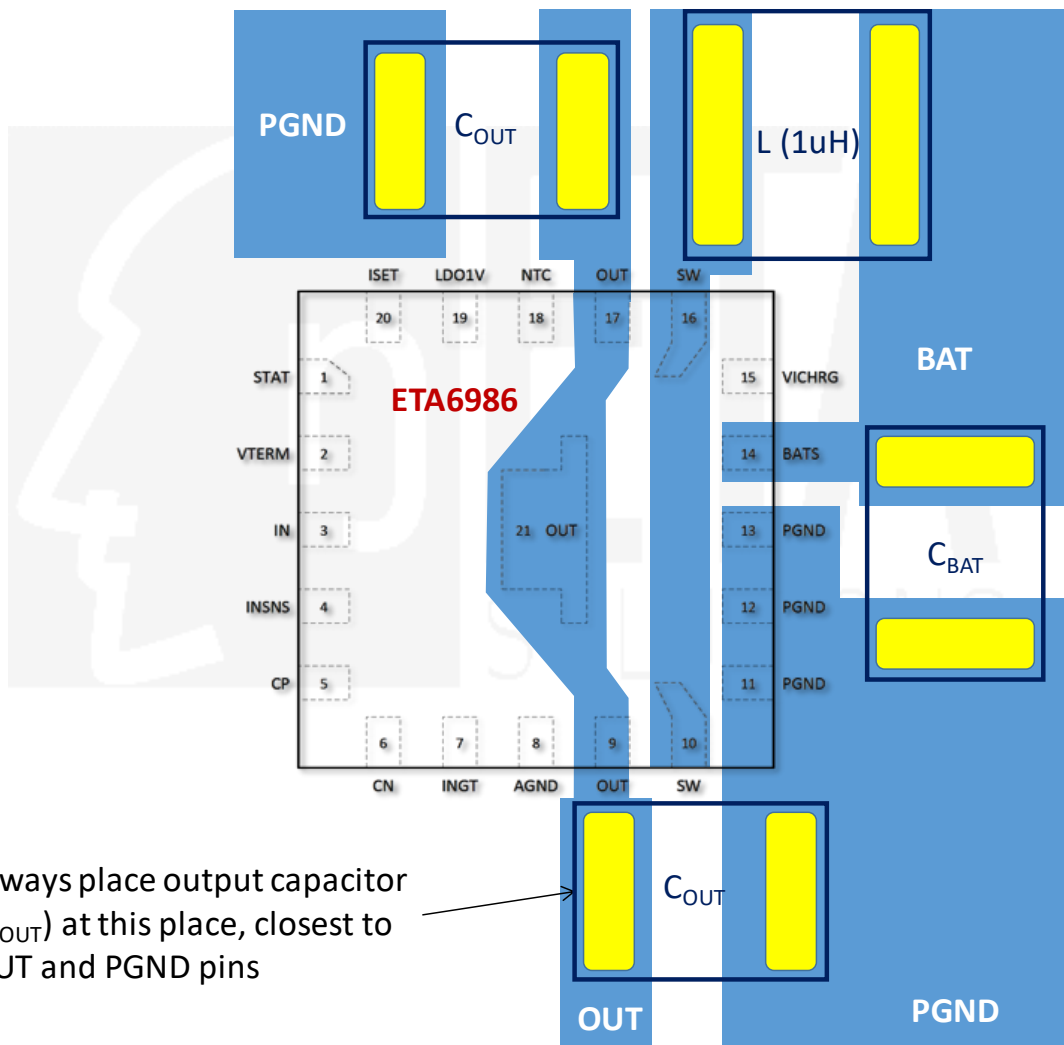 PGND
COUT
L (1uH)
ISET LDO1V NTC OUT SW
20 19 18 17 16
BAT
STAT 1
15 VICHRG
ETA6986
VTERM 2
14 BATS
IN 3
21 OUT
13 PGND
CBAT
INSNS 4
12 PGND
CP 5
11 PGND
6 7 8 9 10
CN INGT AGND OUT SW
ways place output capacitor
OUT) at this place, closest to
UT and PGND pins
COUT
OUT
PGND